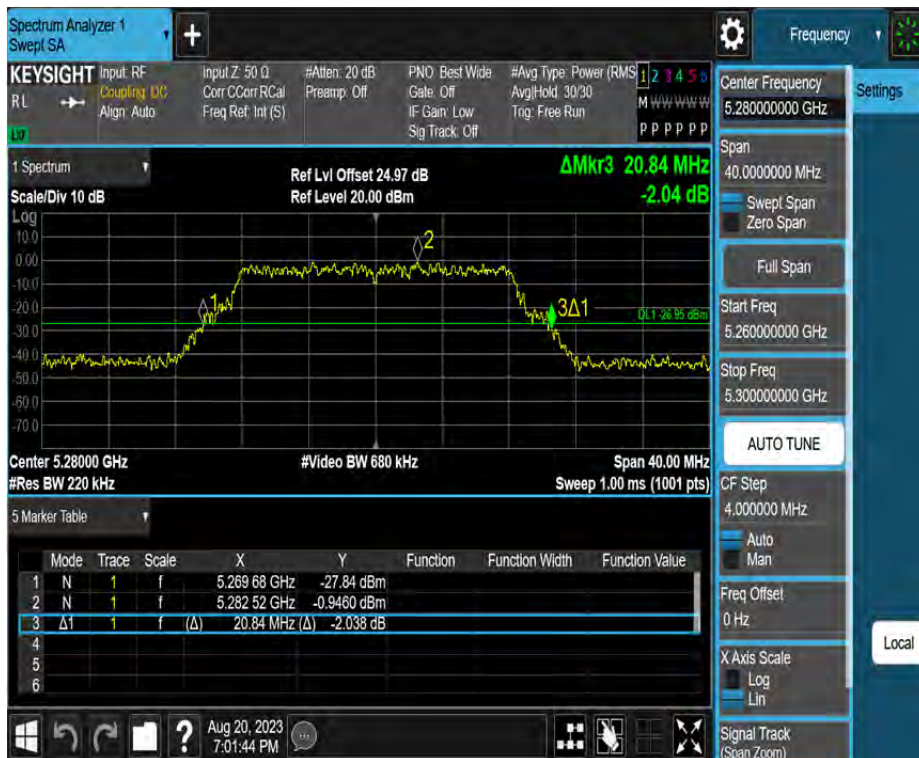 Spectrum Analyzer 1
Swept SA
Frequency
KEYSIGHT Input: RF Input Z: 50 Ω #Atten: 20 dB PNO: Best Wide #Avg Type: Power (RMS 1 2 3 4 5 6
RL Coupling: DC Corr CCorr RCal Preamp: Off Gate: Off Avg|Hold: 30/30 M W W W W W
Align: Auto Freq Ref: Int (S) IF Gain: Low Trig: Free Run
LXI Sig Track: Off P P P P P P
1 Spectrum
Scale/Div 10 dB
Ref Lvl Offset 24.97 dB
Ref Level 20.00 dBm
ΔMkr3 20.84 MHz
-2.04 dB
Log
10.0
0.00
-10.0
-20.0
-30.0
-40.0
-50.0
-60.0
-70.0
1
2
3Δ1
DL1 -26.95 dBm
Center 5.28000 GHz #Video BW 680 kHz Span 40.00 MHz
#Res BW 220 kHz Sweep 1.00 ms (1001 pts)
5 Marker Table
Mode Trace Scale X Y Function Function Width Function Value
1 N 1 f 5.269 68 GHz -27.84 dBm
2 N 1 f 5.282 52 GHz -0.9460 dBm
3 Δ1 1 f (Δ) 20.84 MHz (Δ) -2.038 dB
4
5
6
Aug 20, 2023
7:01:44 PM
Center Frequency
5.280000000 GHz
Span
40.0000000 MHz
Swept Span
Zero Span
Full Span
Start Freq
5.260000000 GHz
Stop Freq
5.300000000 GHz
AUTO TUNE
CF Step
4.000000 MHz
Auto
Man
Freq Offset
0 Hz
X Axis Scale
Log
Lin
Signal Track
(Span Zoom)
Settings
Local